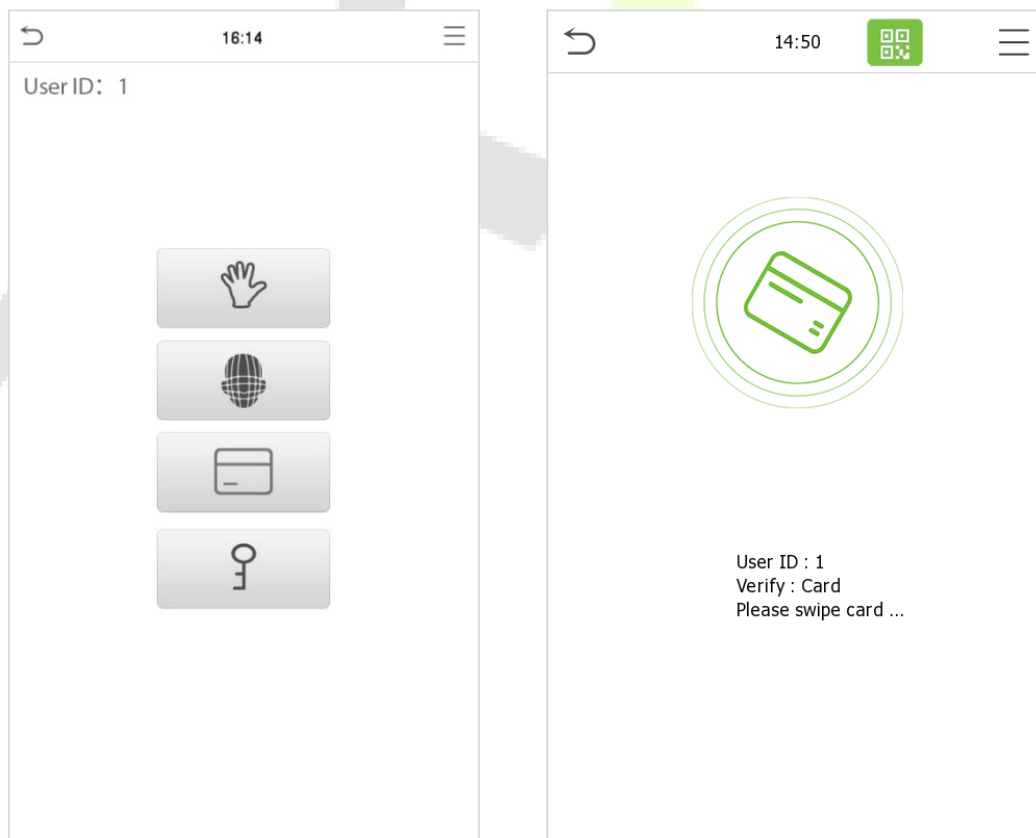 16:14
User ID： 1
14:50
User ID : 1
Verify : Card
Please swipe card ...